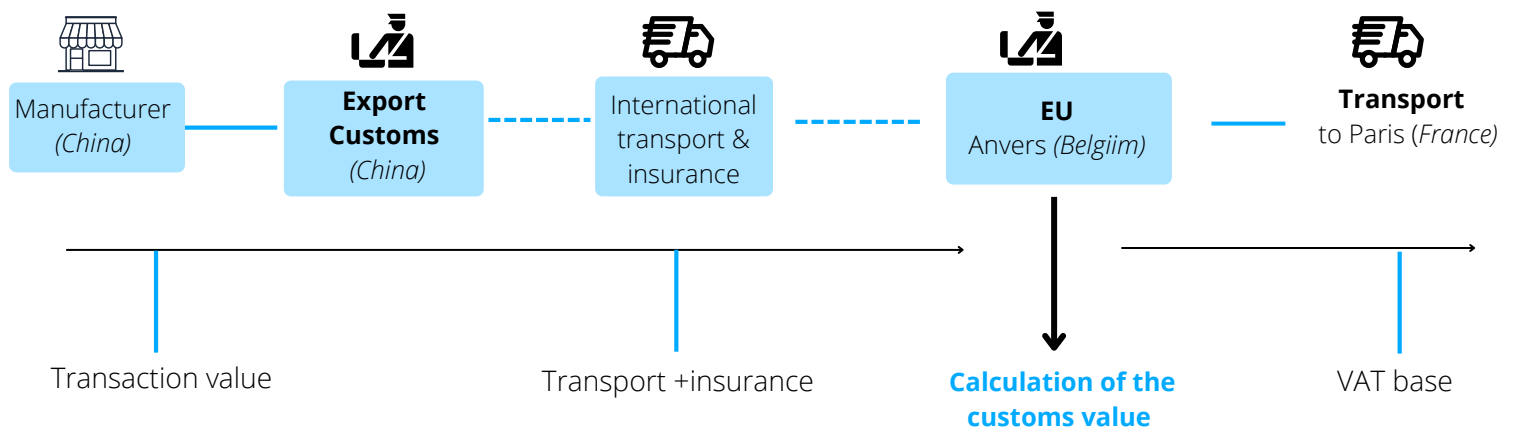 Manufacturer
(China)
Export
Customs
(China)
International
transport &
insurance
EU
Anvers (Belgiim)
Transport
to Paris (France)
Transaction value
Transport +insurance
Calculation of the
customs value
VAT base